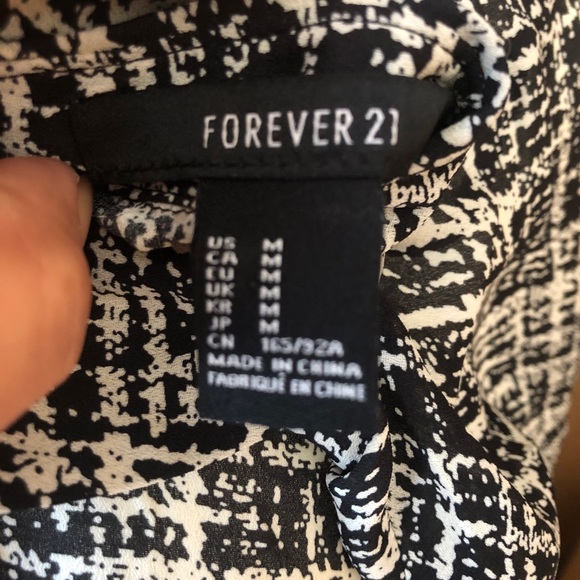 FOREVER 21
US M
CA M
EU M
UK M
KR M
JP M
CN 165/92A
MADE IN CHINA
FABRIQUÉ EN CHINE